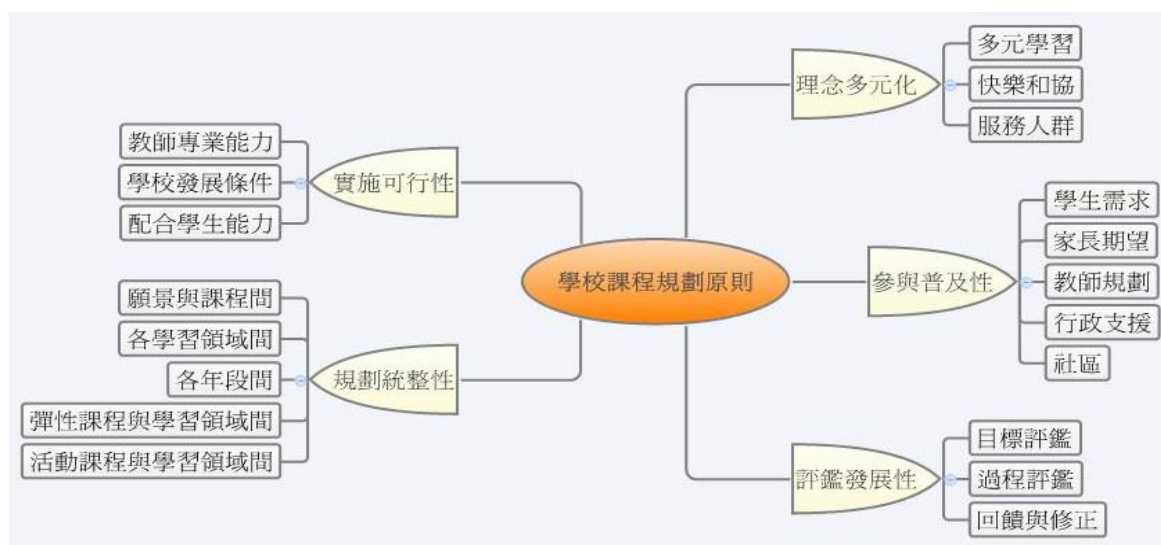 學校課程規劃原則
理念多元化
多元學習
快樂和協
服務人群
參與普及性
學生需求
家長期望
教師規劃
行政支援
社區
評鑑發展性
目標評鑑
過程評鑑
回饋與修正
實施可行性
教師專業能力
學校發展條件
配合學生能力
規劃統整性
願景與課程間
各學習領域間
各年段間
彈性課程與學習領域間
活動課程與學習領域間